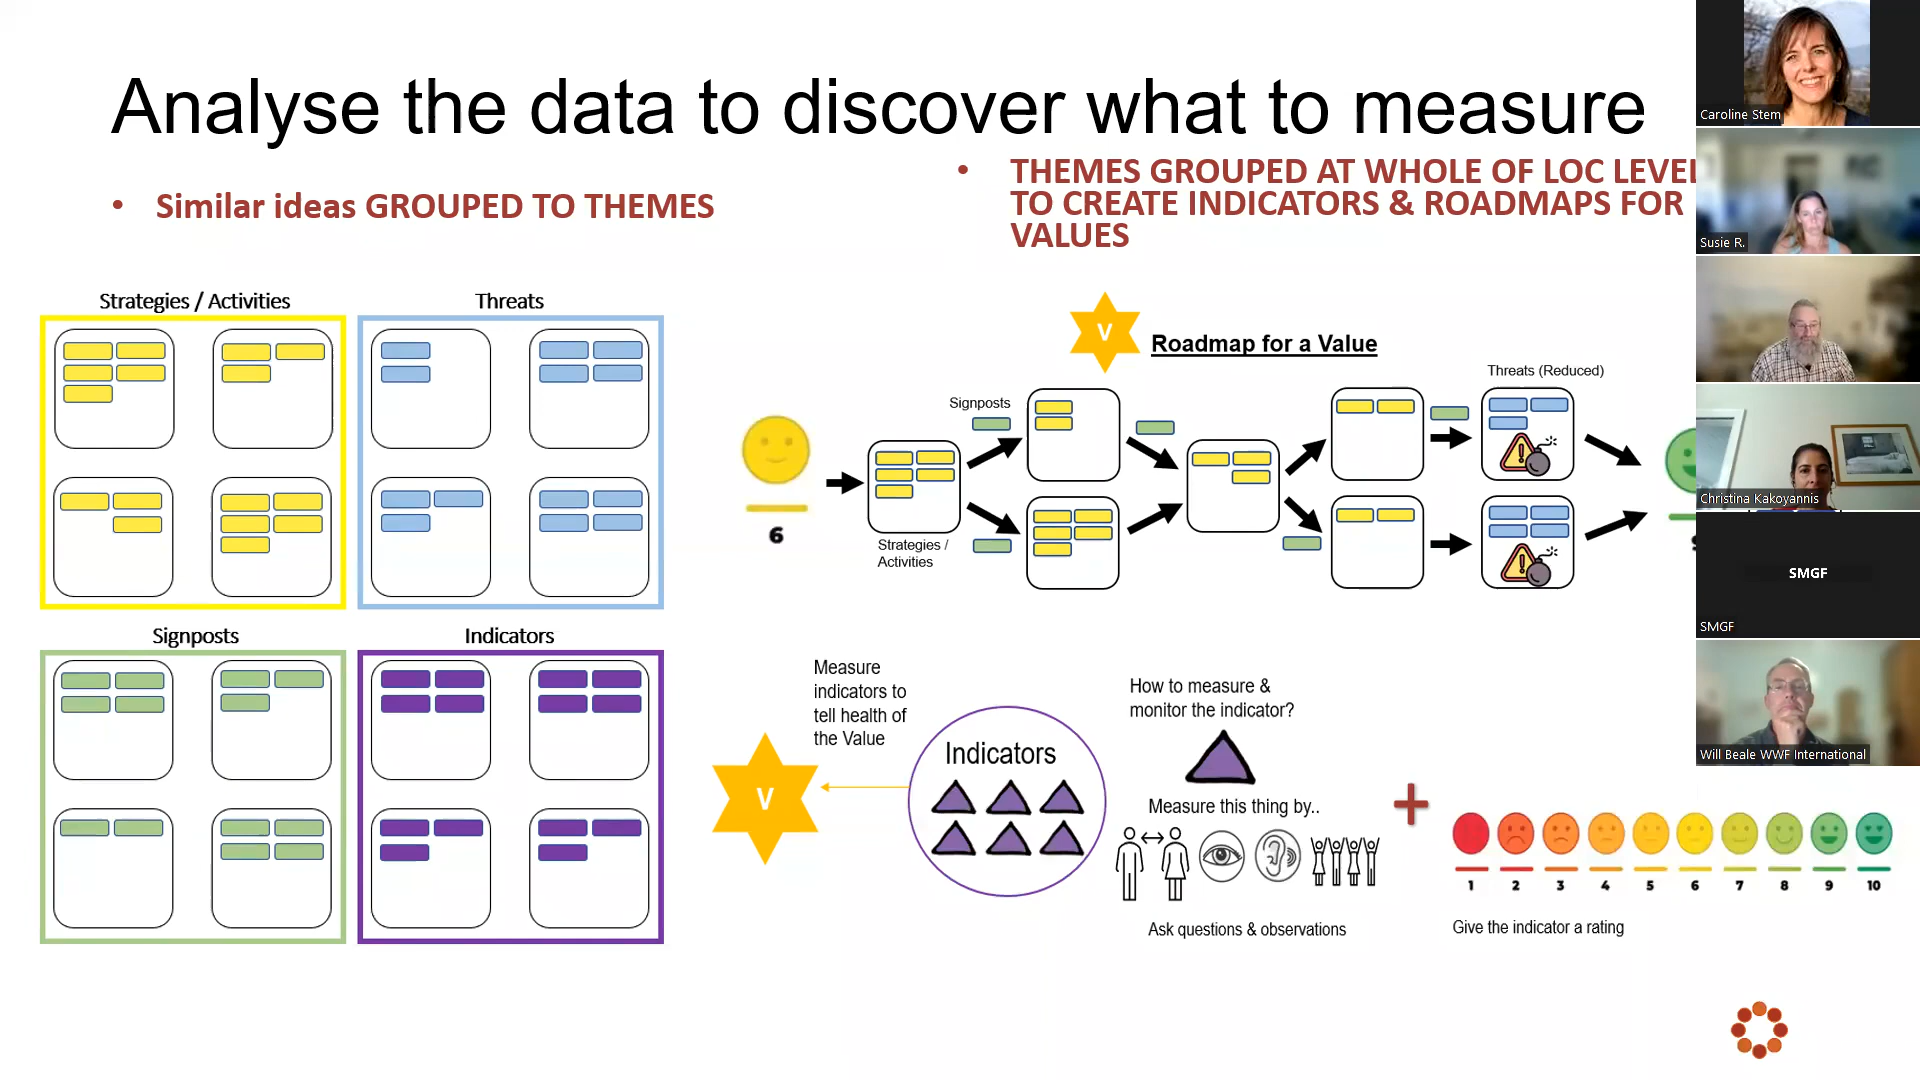 Analyse the data to discover what to measure
• Similar ideas GROUPED TO THEMES
• THEMES GROUPED AT WHOLE OF LOC LEVEL
TO CREATE INDICATORS & ROADMAPS FOR
VALUES
Strategies / Activities
Threats
Signposts
Indicators
V
Roadmap for a Value
Threats (Reduced)
Signposts
6
Strategies /
Activities
Measure
indicators to
tell health of
the Value
V
Indicators
How to measure &
monitor the indicator?
Measure this thing by..
Ask questions & observations
1 2 3 4 5 6 7 8 9 10
Give the indicator a rating
Caroline Stem
Susie R.
Christina Kakoyannis
SMGF
SMGF
Will Beale WWF International